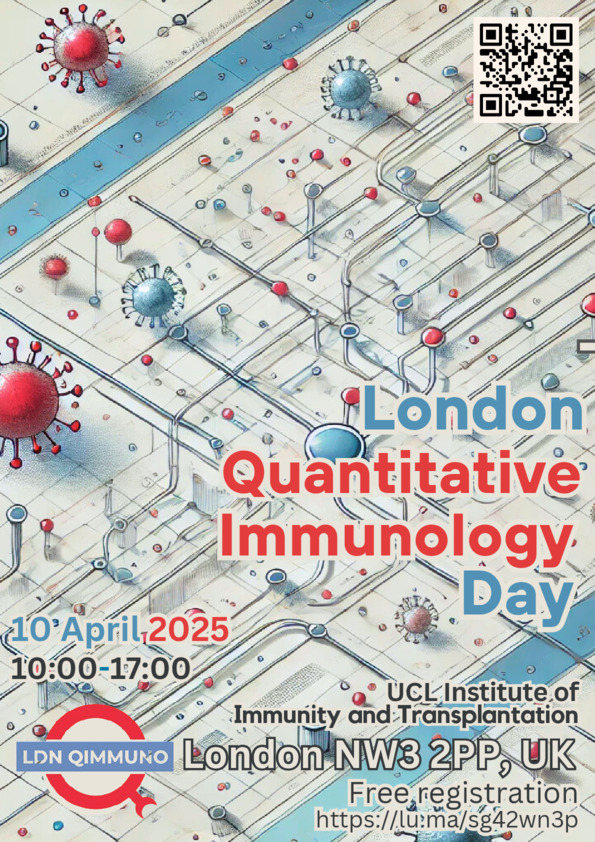 London
Quantitative
Immunology
Day
10 April 2025
10:00-17:00
UCL Institute of
Immunity and Transplantation
LDN QIMMUNO
London NW3 2PP, UK
Free registration
https://lu.ma/sg42wn3p